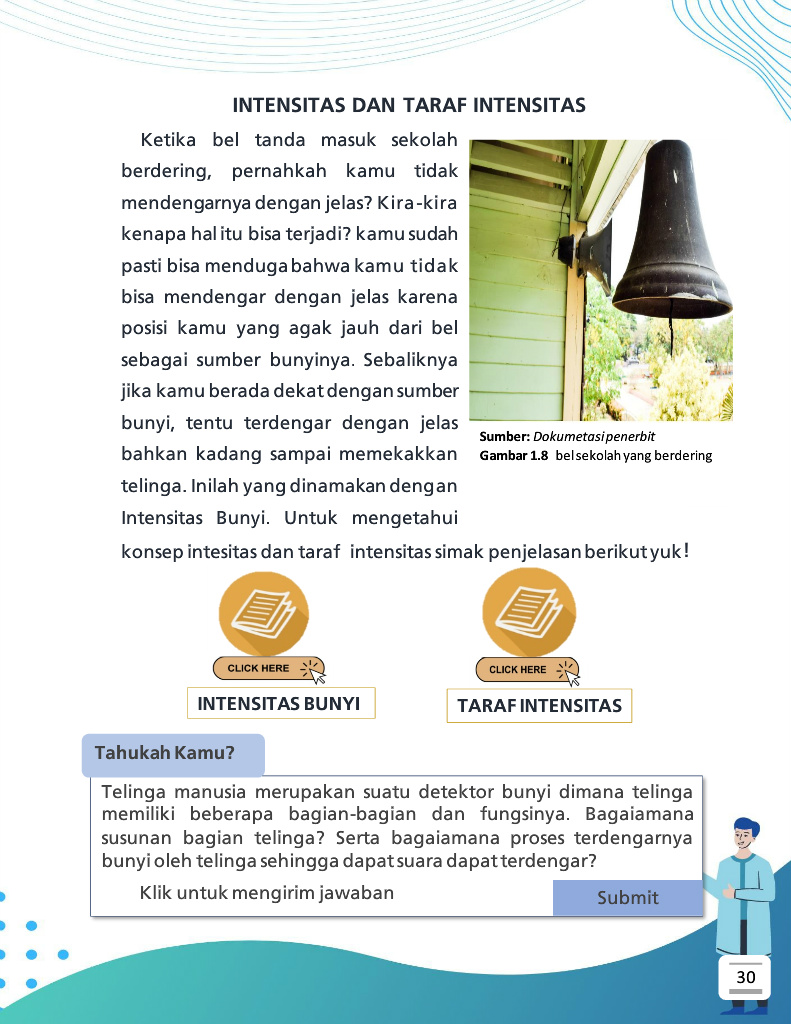 INTENSITAS DAN TARAF INTENSITAS
Ketika bel tanda masuk sekolah
berdering, pernahkah kamu tidak
mendengarnya dengan jelas? Kira-kira
kenapa hal itu bisa terjadi? kamu sudah
pasti bisa menduga bahwa kamu tidak
bisa mendengar dengan jelas karena
posisi kamu yang agak jauh dari bel
sebagai sumber bunyinya. Sebaliknya
jika kamu berada dekat dengan sumber
bunyi, tentu terdengar dengan jelas
bahkan kadang sampai memekakkan
telinga. Inilah yang dinamakan dengan
Intensitas Bunyi. Untuk mengetahui
konsep intesitas dan taraf intensitas simak penjelasan berikut yuk!
Sumber: Dokumetasi penerbit
Gambar 1.8 bel sekolah yang berdering
CLICK HERE
INTENSITAS BUNYI
CLICK HERE
TARAF INTENSITAS
Tahukah Kamu?
Telinga manusia merupakan suatu detektor bunyi dimana telinga
memiliki beberapa bagian-bagian dan fungsinya. Bagaiamana
susunan bagian telinga? Serta bagaiamana proses terdengarnya
bunyi oleh telinga sehingga dapat suara dapat terdengar?
Klik untuk mengirim jawaban
Submit
30